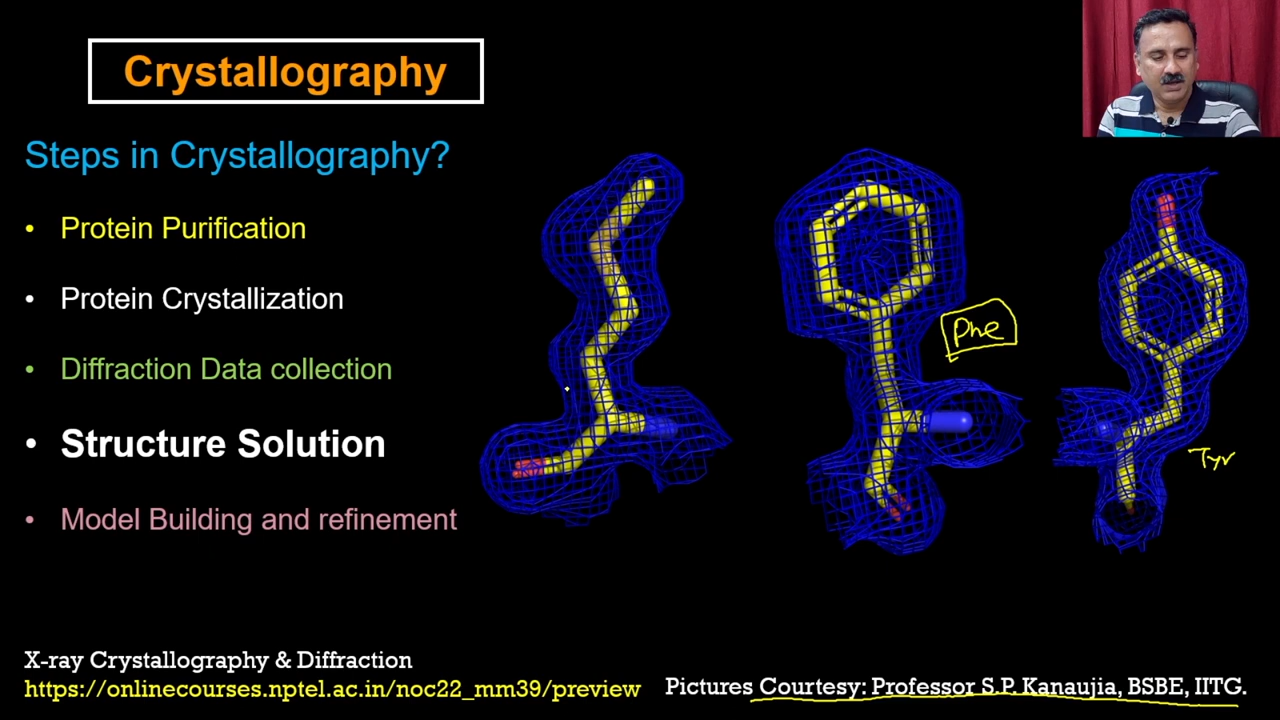 Crystallography
Steps in Crystallography?
• Protein Purification
• Protein Crystallization
• Diffraction Data collection
• Structure Solution
• Model Building and refinement
Phe
Tyr
X-ray Crystallography & Diffraction
https://onlinecourses.nptel.ac.in/noc22_mm39/preview
Pictures Courtesy: Professor S.P. Kanaujia, BSBE, IITG.